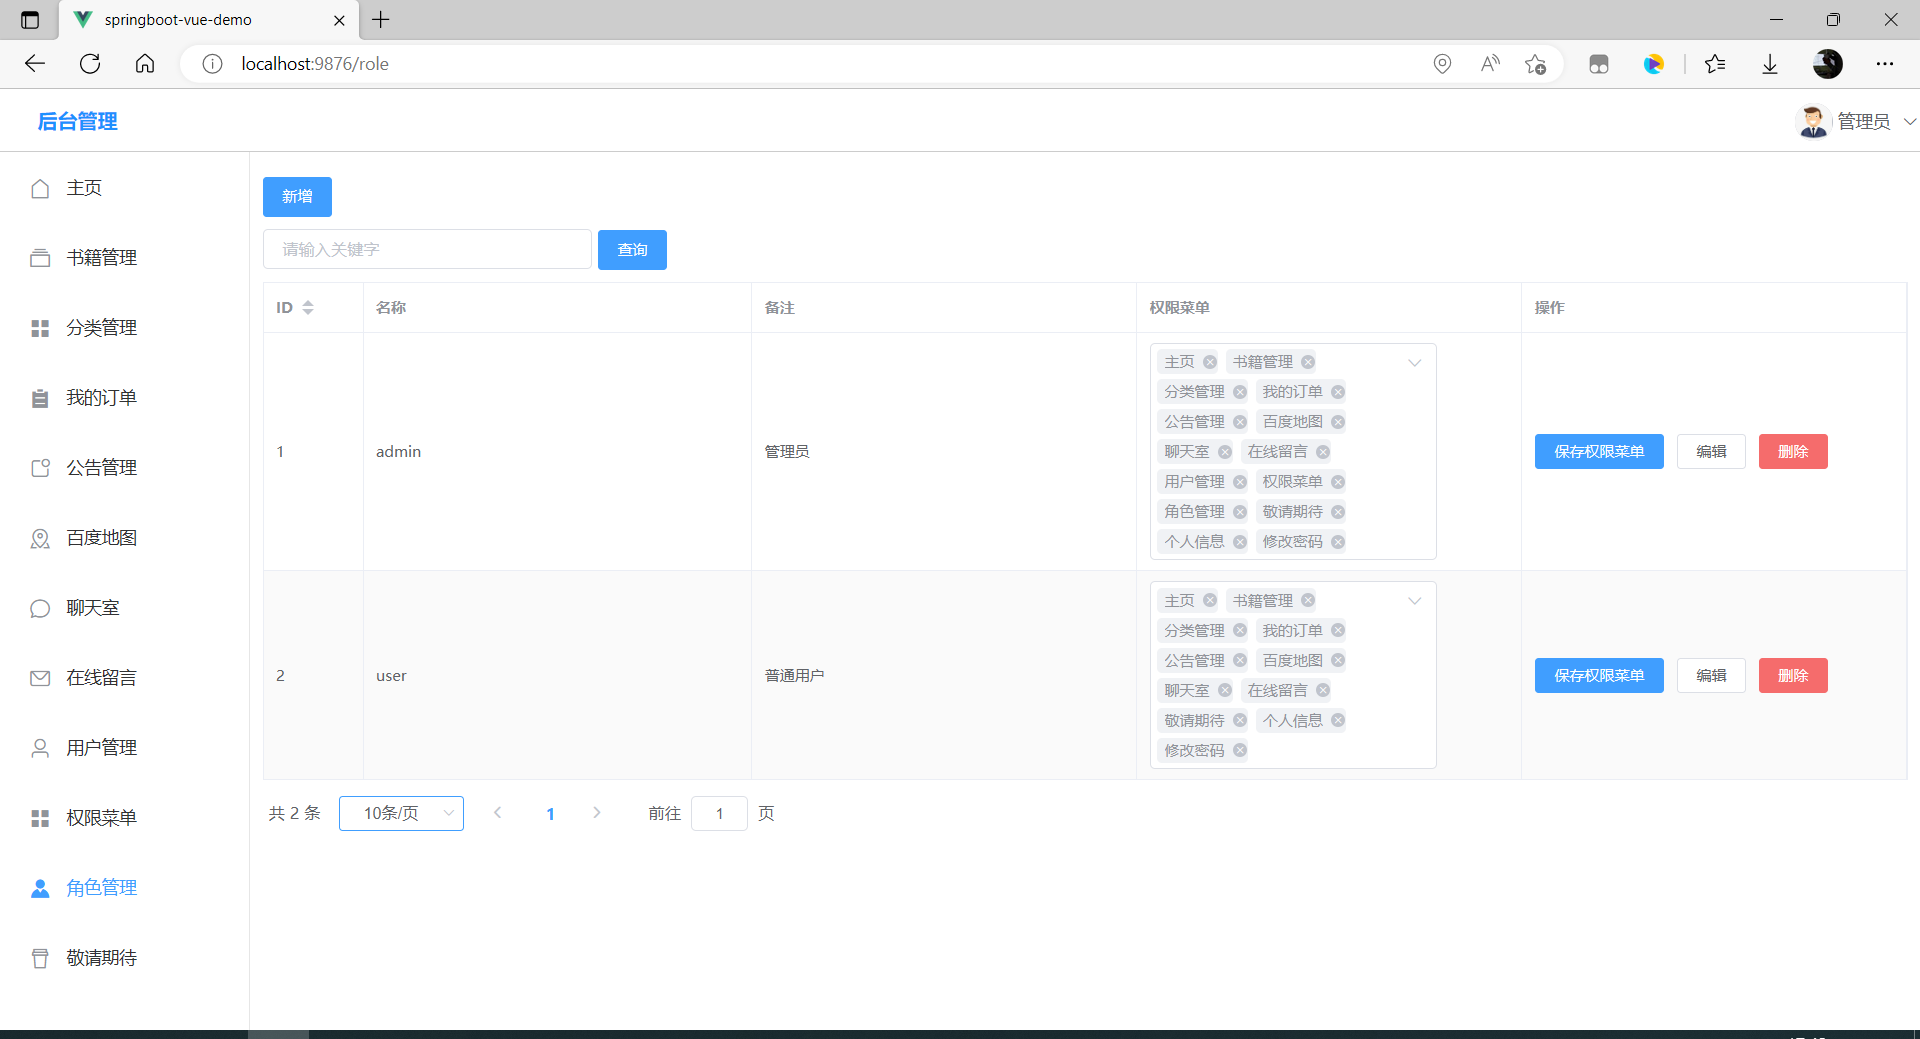 springboot-vue-demo
localhost:9876/role
后台管理
管理员
主页
书籍管理
分类管理
我的订单
公告管理
百度地图
聊天室
在线留言
用户管理
权限菜单
角色管理
敬请期待
新增
请输入关键字 查询
ID 名称 备注 权限菜单 操作
1 admin 管理员
主页 书籍管理
分类管理 我的订单
公告管理 百度地图
聊天室 在线留言
用户管理 权限菜单
角色管理 敬请期待
个人信息 修改密码
保存权限菜单 编辑 删除
2 user 普通用户
主页 书籍管理
分类管理 我的订单
公告管理 百度地图
聊天室 在线留言
敬请期待 个人信息
修改密码
保存权限菜单 编辑 删除
共 2 条 10条/页 1 前往 1 页